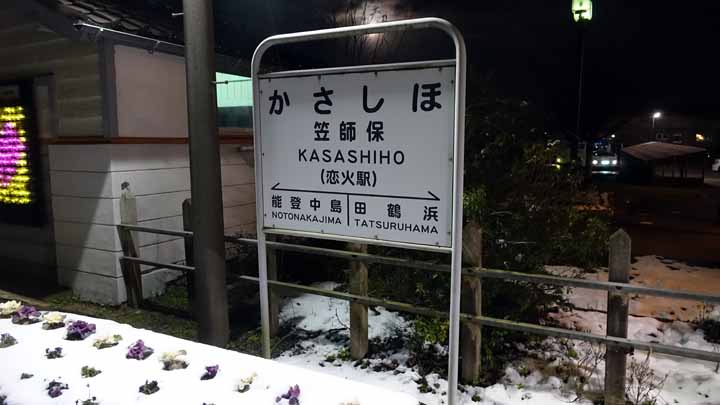 かさしほ
笠師保
KASASHIHO
(恋火駅)
能登中島 田鶴浜
NOTONAKAJIMA TATSURUHAMA